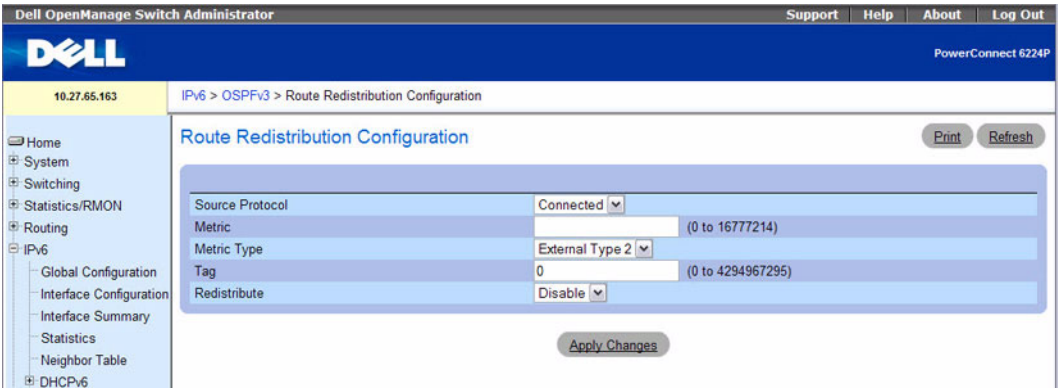 Dell OpenManage Switch Administrator
Support Help About Log Out
DELL
PowerConnect 6224P
10.27.65.163
IPv6 > OSPFv3 > Route Redistribution Configuration
Home
System
Switching
Statistics/RMON
Routing
IPv6
Global Configuration
Interface Configuration
Interface Summary
Statistics
Neighbor Table
DHCPv6
Route Redistribution Configuration
Print Refresh
Source Protocol Connected
Metric (0 to 16777214)
Metric Type External Type 2
Tag 0 (0 to 4294967295)
Redistribute Disable
Apply Changes